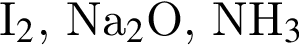 I₂, Na₂O, NH₃